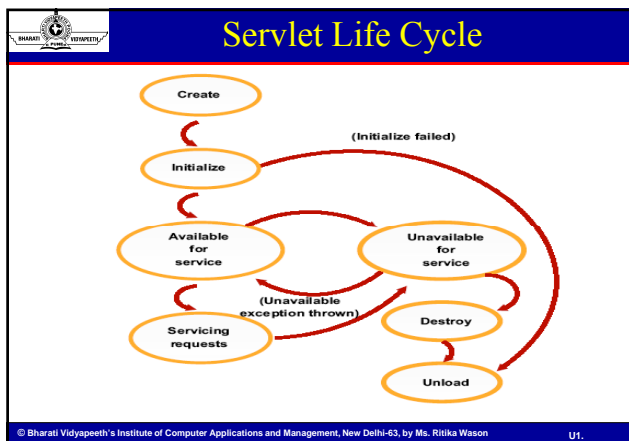 BHARATI VIDYAPEETH
PUNE
Servlet Life Cycle
Create
(Initialize failed)
Initialize
Available
for
service
Unavailable
for
service
(Unavailable
exception thrown)
Servicing
requests
Destroy
Unload
© Bharati Vidyapeeth's Institute of Computer Applications and Management, New Delhi-63, by Ms. Ritika Wason
U1.